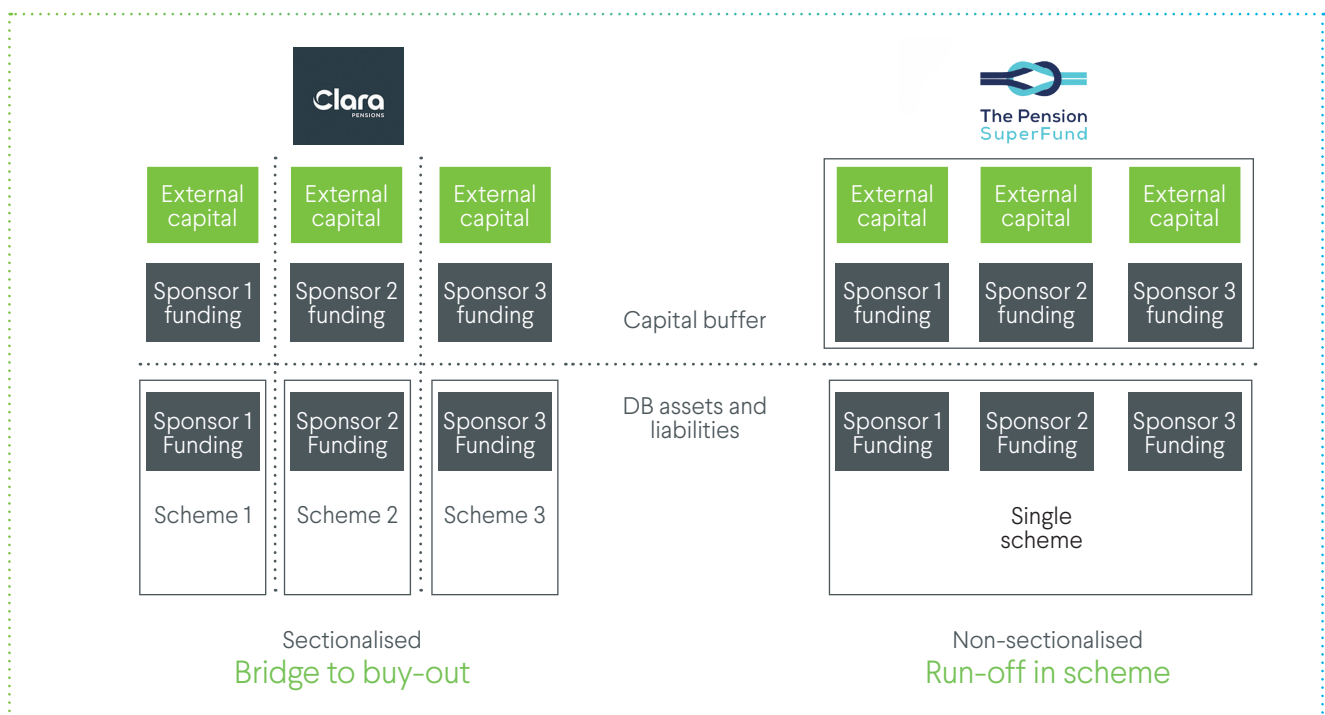 Clara
PENSIONS
The Pension
SuperFund
External
capital
External
capital
External
capital
External
capital
External
capital
External
capital
Sponsor 1
funding
Sponsor 2
funding
Sponsor 3
funding
Capital buffer
Sponsor 1
funding
Sponsor 2
funding
Sponsor 3
funding
Sponsor 1
Funding
Sponsor 2
Funding
Sponsor 3
Funding
DB assets and
liabilities
Sponsor 1
Funding
Sponsor 2
Funding
Sponsor 3
Funding
Scheme 1
Scheme 2
Scheme 3
Single
scheme
Sectionalised
Bridge to buy-out
Non-sectionalised
Run-off in scheme